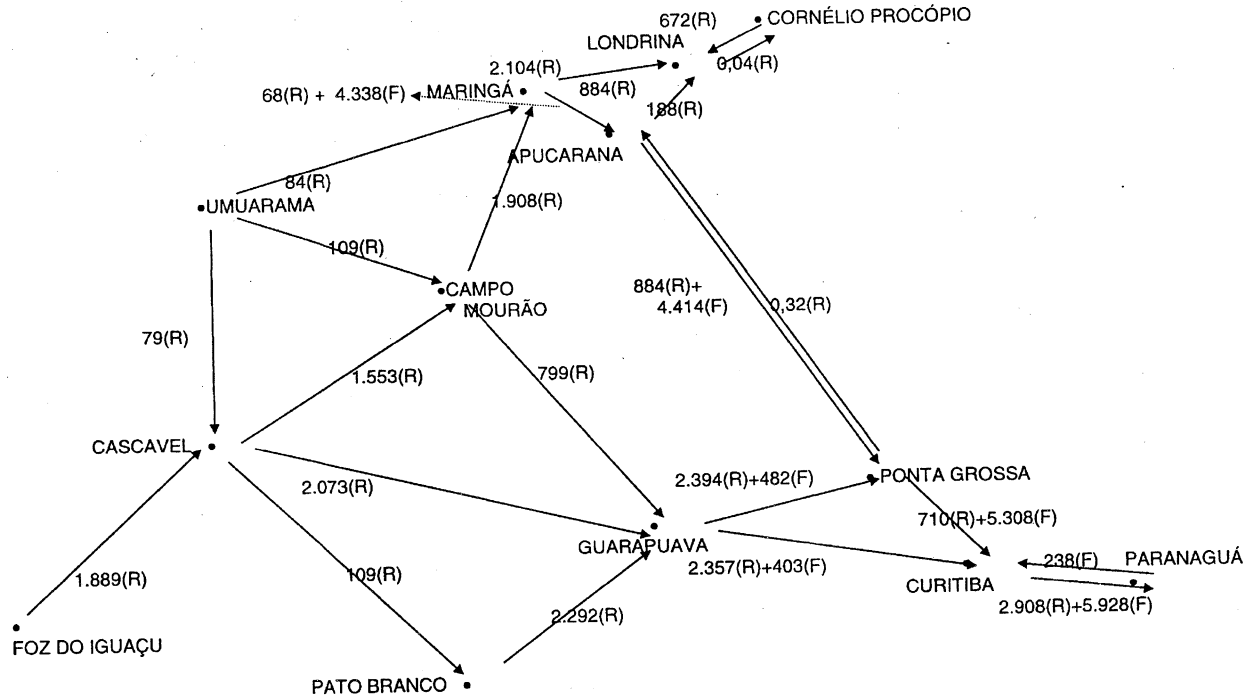 672(R)
CORNÉLIO PROCÓPIO
LONDRINA
0,04(R)
2.104(R)
884(R)
68(R) + 4.338(F)
MARINGÁ
188(R)
APUCARANA
84(R)
1.908(R)
UMUARAMA
109(R)
CAMPO
MOURÃO
884(R)+
4.414(F)
0,32(R)
79(R)
1.553(R)
799(R)
CASCAVEL
2.073(R)
2.394(R)+482(F)
PONTA GROSSA
710(R)+5.308(F)
GUARAPUAVA
2.357(R)+403(F)
CURITIBA
238(F)
PARANAGUÁ
2.908(R)+5.928(F)
1.889(R)
109(R)
2.292(R)
FOZ DO IGUAÇU
PATO BRANCO